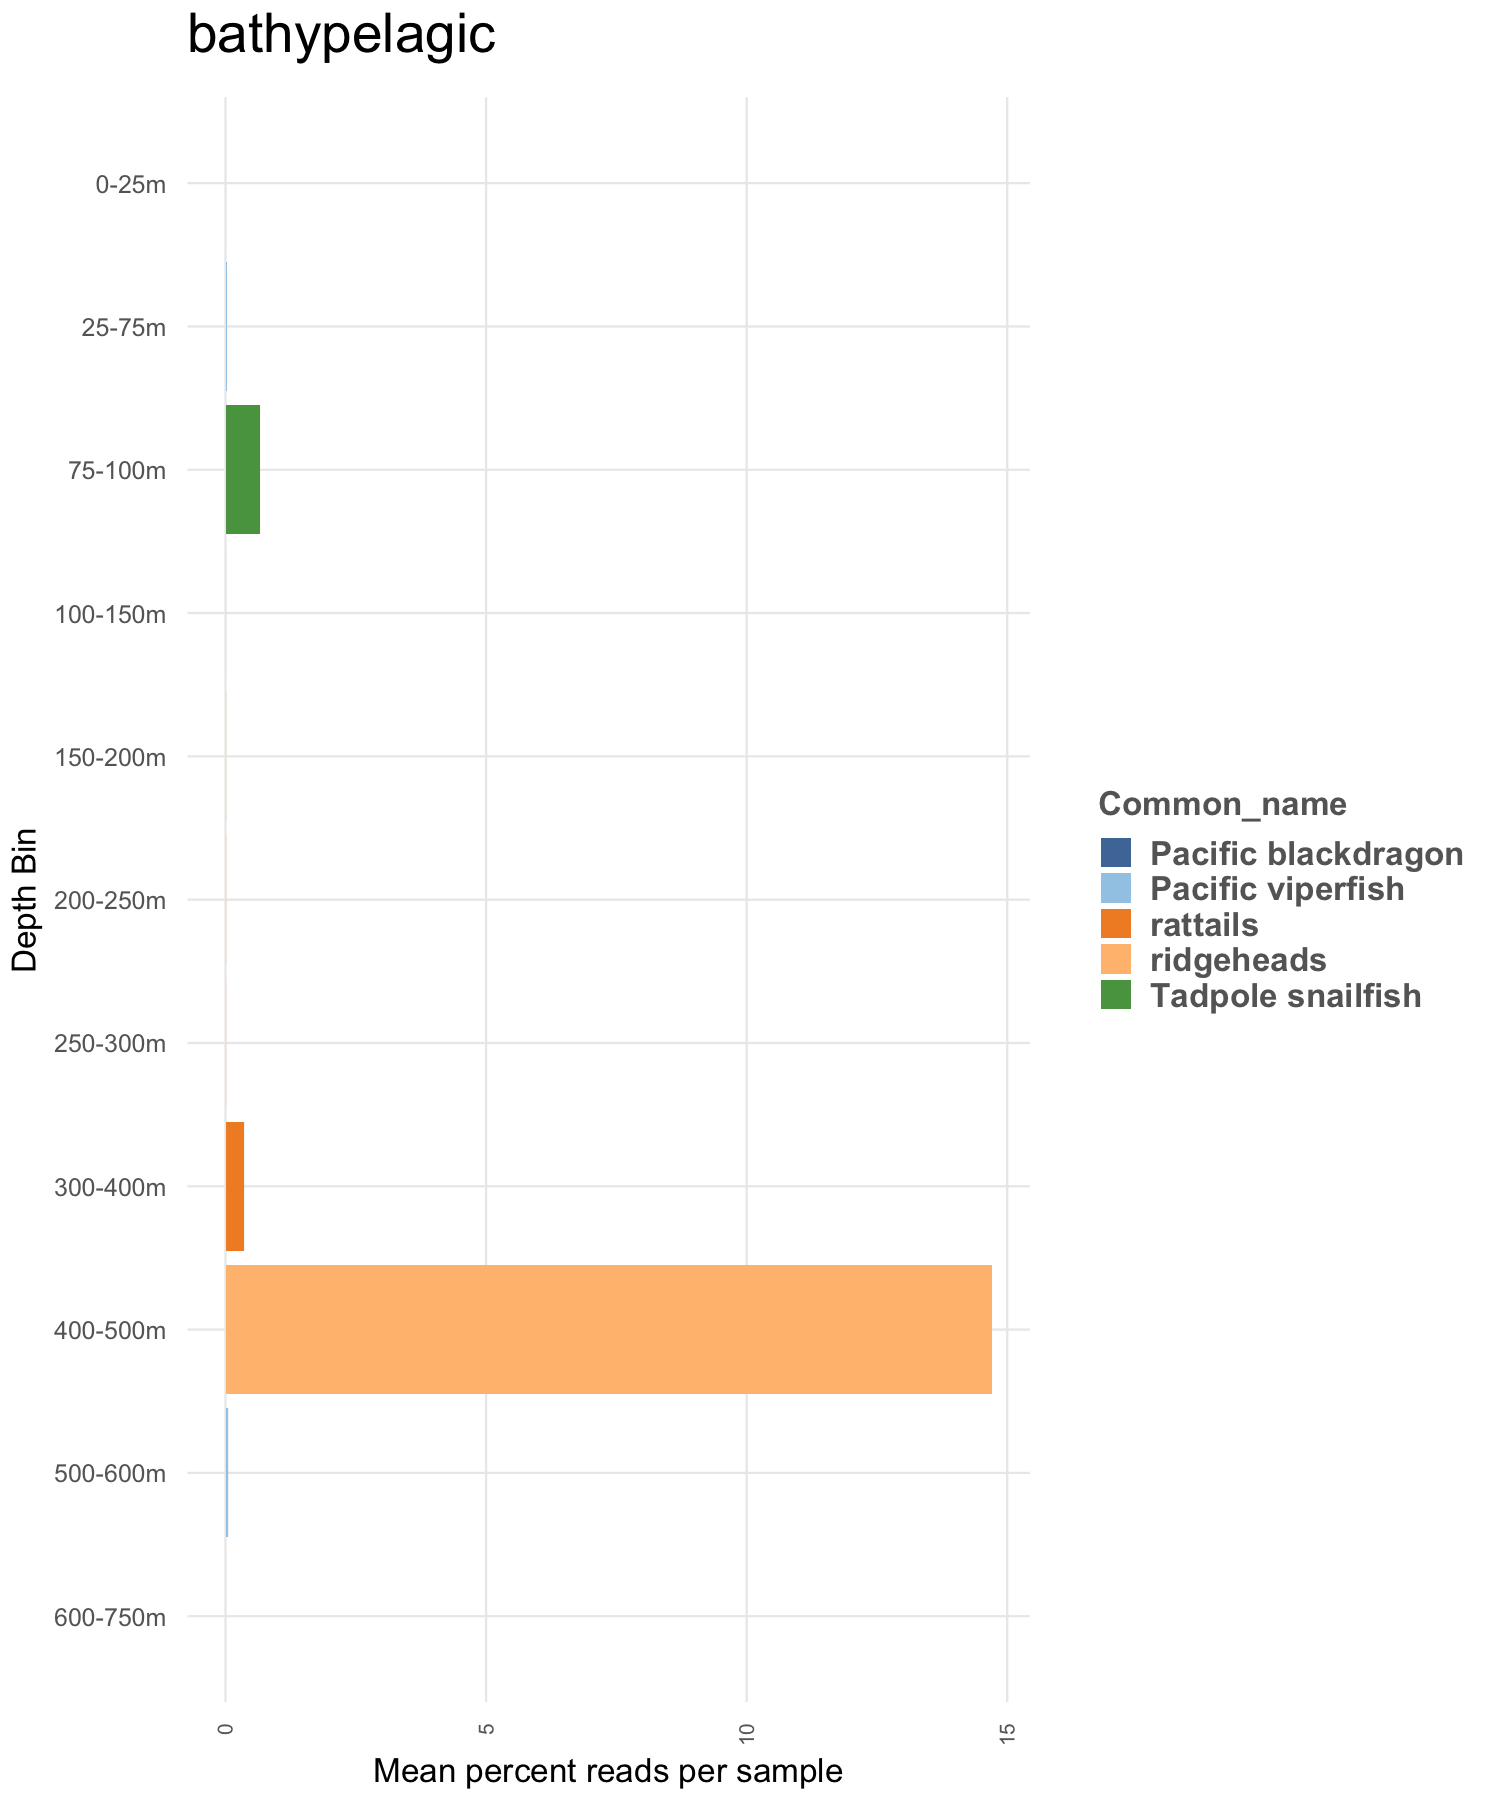 bathypelagic
0-25m
25-75m
75-100m
100-150m
150-200m
200-250m
250-300m
300-400m
400-500m
500-600m
600-750m
Depth Bin
0
5
10
15
Mean percent reads per sample
Common_name
Pacific blackdragon
Pacific viperfish
rattails
ridgeheads
Tadpole snailfish